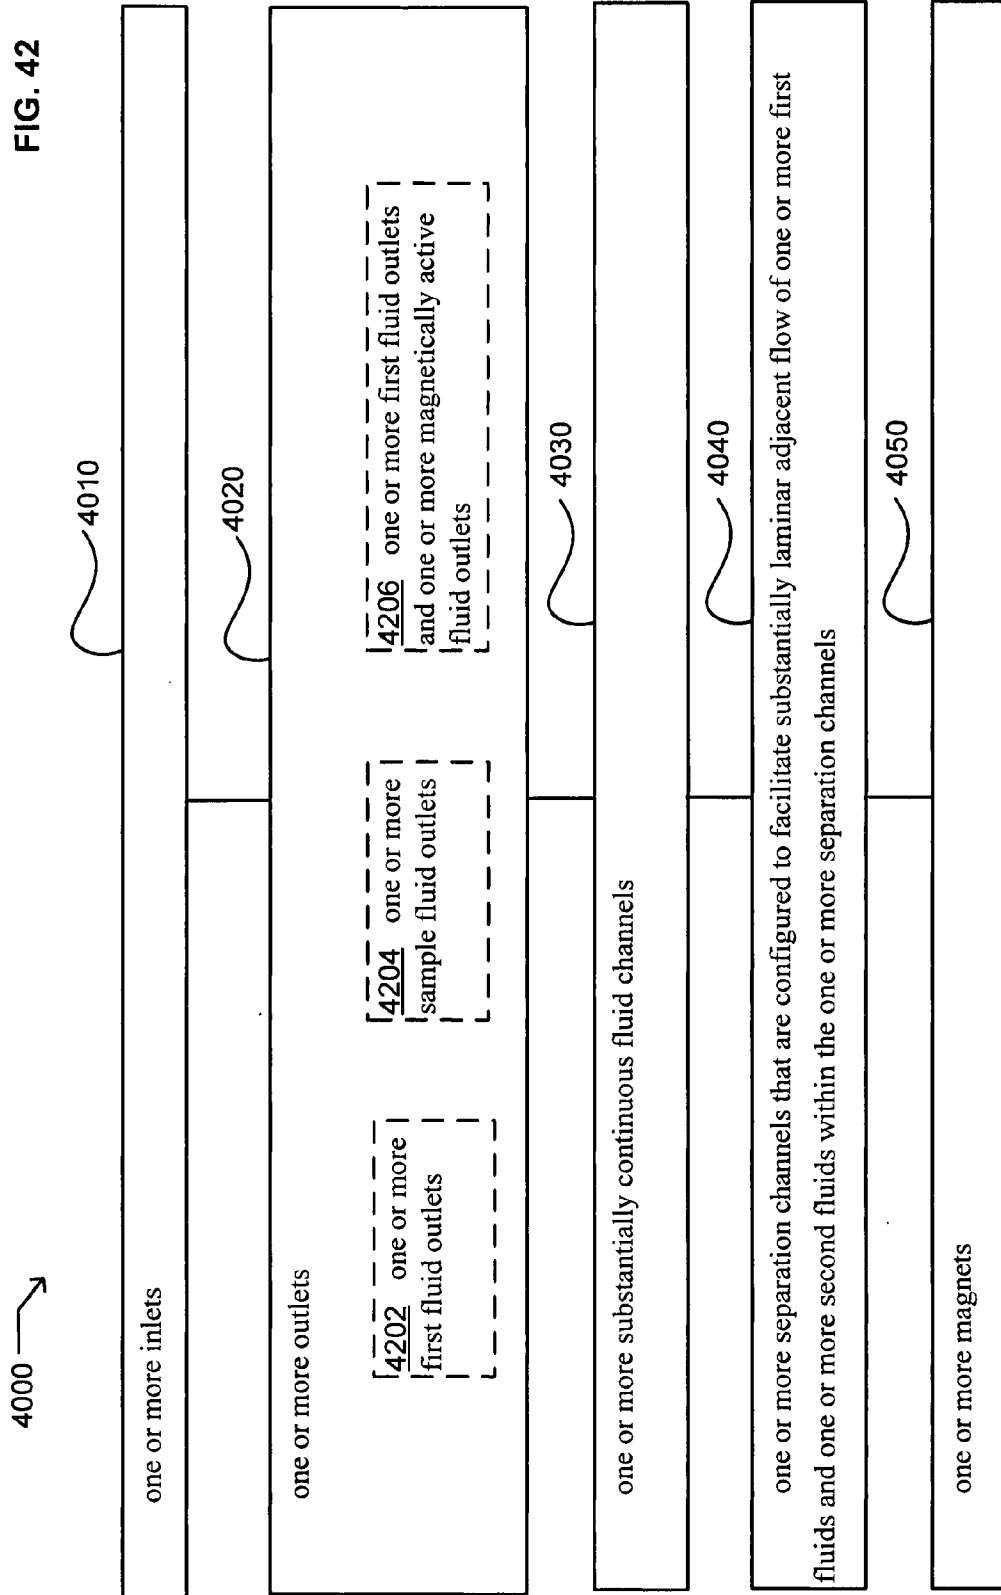 FIG. 42
4000
4010
one or more inlets
4020
one or more outlets
4202 one or more
first fluid outlets
4204 one or more
sample fluid outlets
4206 one or more first fluid outlets
and one or more magnetically active
fluid outlets
4030
one or more substantially continuous fluid channels
4040
one or more separation channels that are configured to facilitate substantially laminar adjacent flow of one or more first
fluids and one or more second fluids within the one or more separation channels
4050
one or more magnets